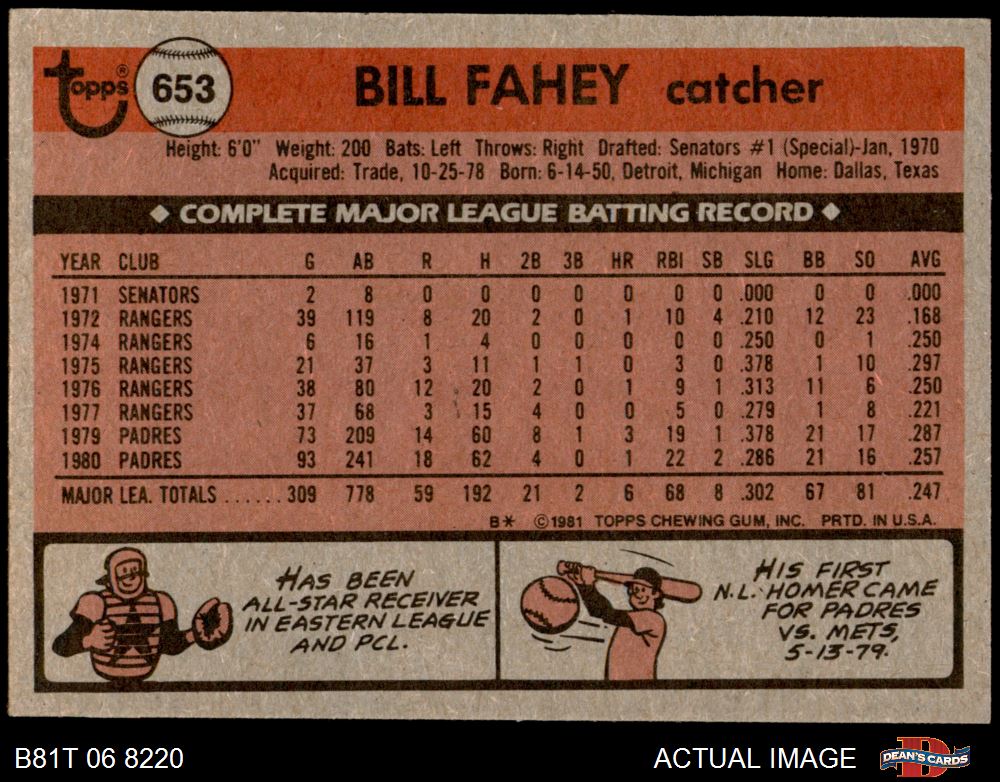 topps® 653 BILL FAHEY catcher
Height: 6'0" Weight: 200 Bats: Left Throws: Right Drafted: Senators #1 (Special)-Jan, 1970
Acquired: Trade, 10-25-78 Born: 6-14-50, Detroit, Michigan Home: Dallas, Texas
◆ COMPLETE MAJOR LEAGUE BATTING RECORD ◆
YEAR CLUB G AB R H 2B 3B HR RBI SB SLG BB SO AVG
1971 SENATORS 2 8 0 0 0 0 0 0 0 .000 0 0 .000
1972 RANGERS 39 119 8 20 2 0 1 10 4 .210 12 23 .168
1974 RANGERS 6 16 1 4 0 0 0 0 0 .250 0 1 .250
1975 RANGERS 21 37 3 11 1 1 0 3 0 .378 1 10 .297
1976 RANGERS 38 80 12 20 2 0 1 9 1 .313 11 6 .250
1977 RANGERS 37 68 3 15 4 0 0 5 0 .279 1 8 .221
1979 PADRES 73 209 14 60 8 1 3 19 1 .378 21 17 .287
1980 PADRES 93 241 18 62 4 0 1 22 2 .286 21 16 .257
MAJOR LEA. TOTALS ......309 778 59 192 21 2 6 68 8 .302 67 81 .247
B* ©1981 TOPPS CHEWING GUM, INC. PRTD. IN U.S.A.
HAS BEEN
ALL-STAR RECEIVER
IN EASTERN LEAGUE
AND PCL.
HIS FIRST
N.L. HOMER CAME
FOR PADRES
VS. METS,
5-13-79.
B81T 06 8220 ACTUAL IMAGE DEAN'S CARDS